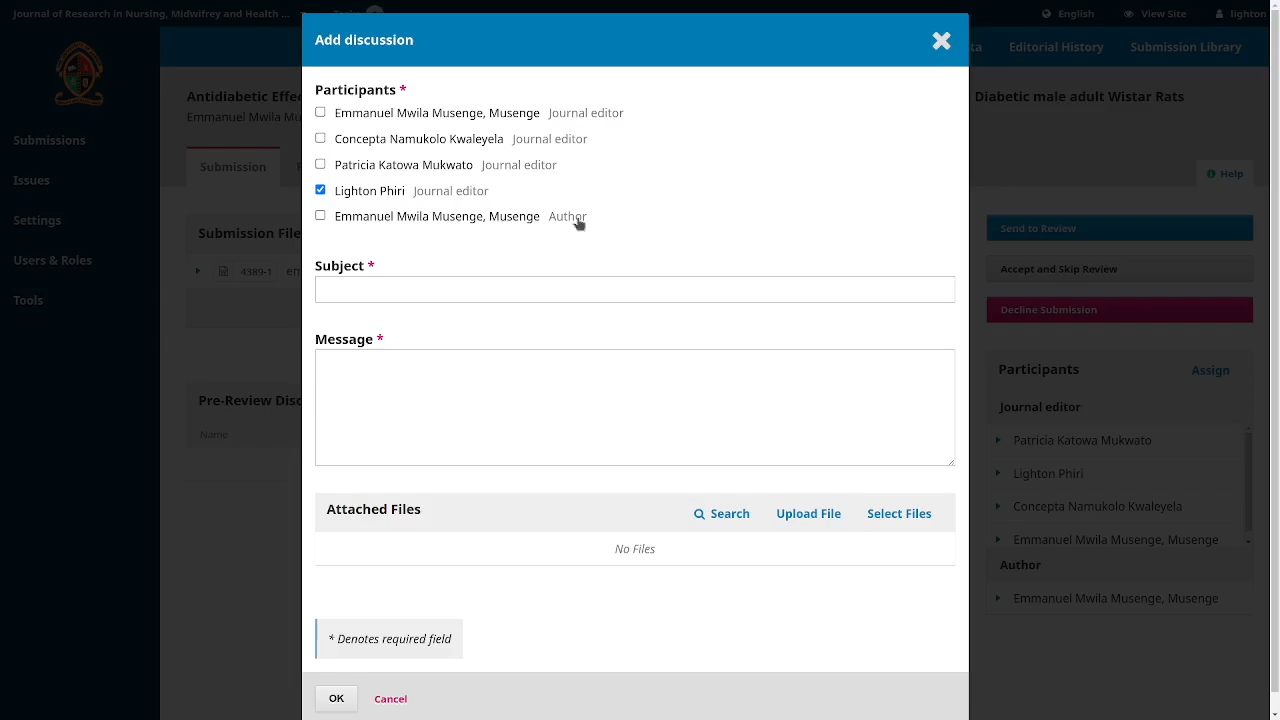 Journal of Research in Nursing, Midwifrey and Health ...
English
View Site
lighton
Add discussion
Editorial History
Submission Library
Antidiabetic Effe
Diabetic male adult Wistar Rats
Emmanuel Mwila Mu
Submissions
Issues
Settings
Users & Roles
Tools
Submission
Help
Participants *
Emmanuel Mwila Musenge, Musenge Journal editor
Concepta Namukolo Kwaleyela Journal editor
Patricia Katowa Mukwato Journal editor
Lighton Phiri Journal editor
Emmanuel Mwila Musenge, Musenge Author
Submission File
4389-1 em
Subject *
Message *
Pre-Review Disc
Name
Attached Files
Search
Upload File
Select Files
No Files
* Denotes required field
OK
Cancel
Send to Review
Accept and Skip Review
Decline Submission
Participants
Assign
Journal editor
Patricia Katowa Mukwato
Lighton Phiri
Concepta Namukolo Kwaleyela
Emmanuel Mwila Musenge, Musenge
Author
Emmanuel Mwila Musenge, Musenge